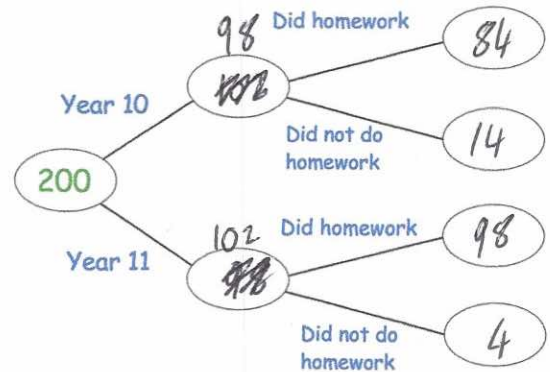 98
Did homework
84
Year 10
Did not do
homework
14
200
Year 11
102
Did homework
98
Did not do
homework
4